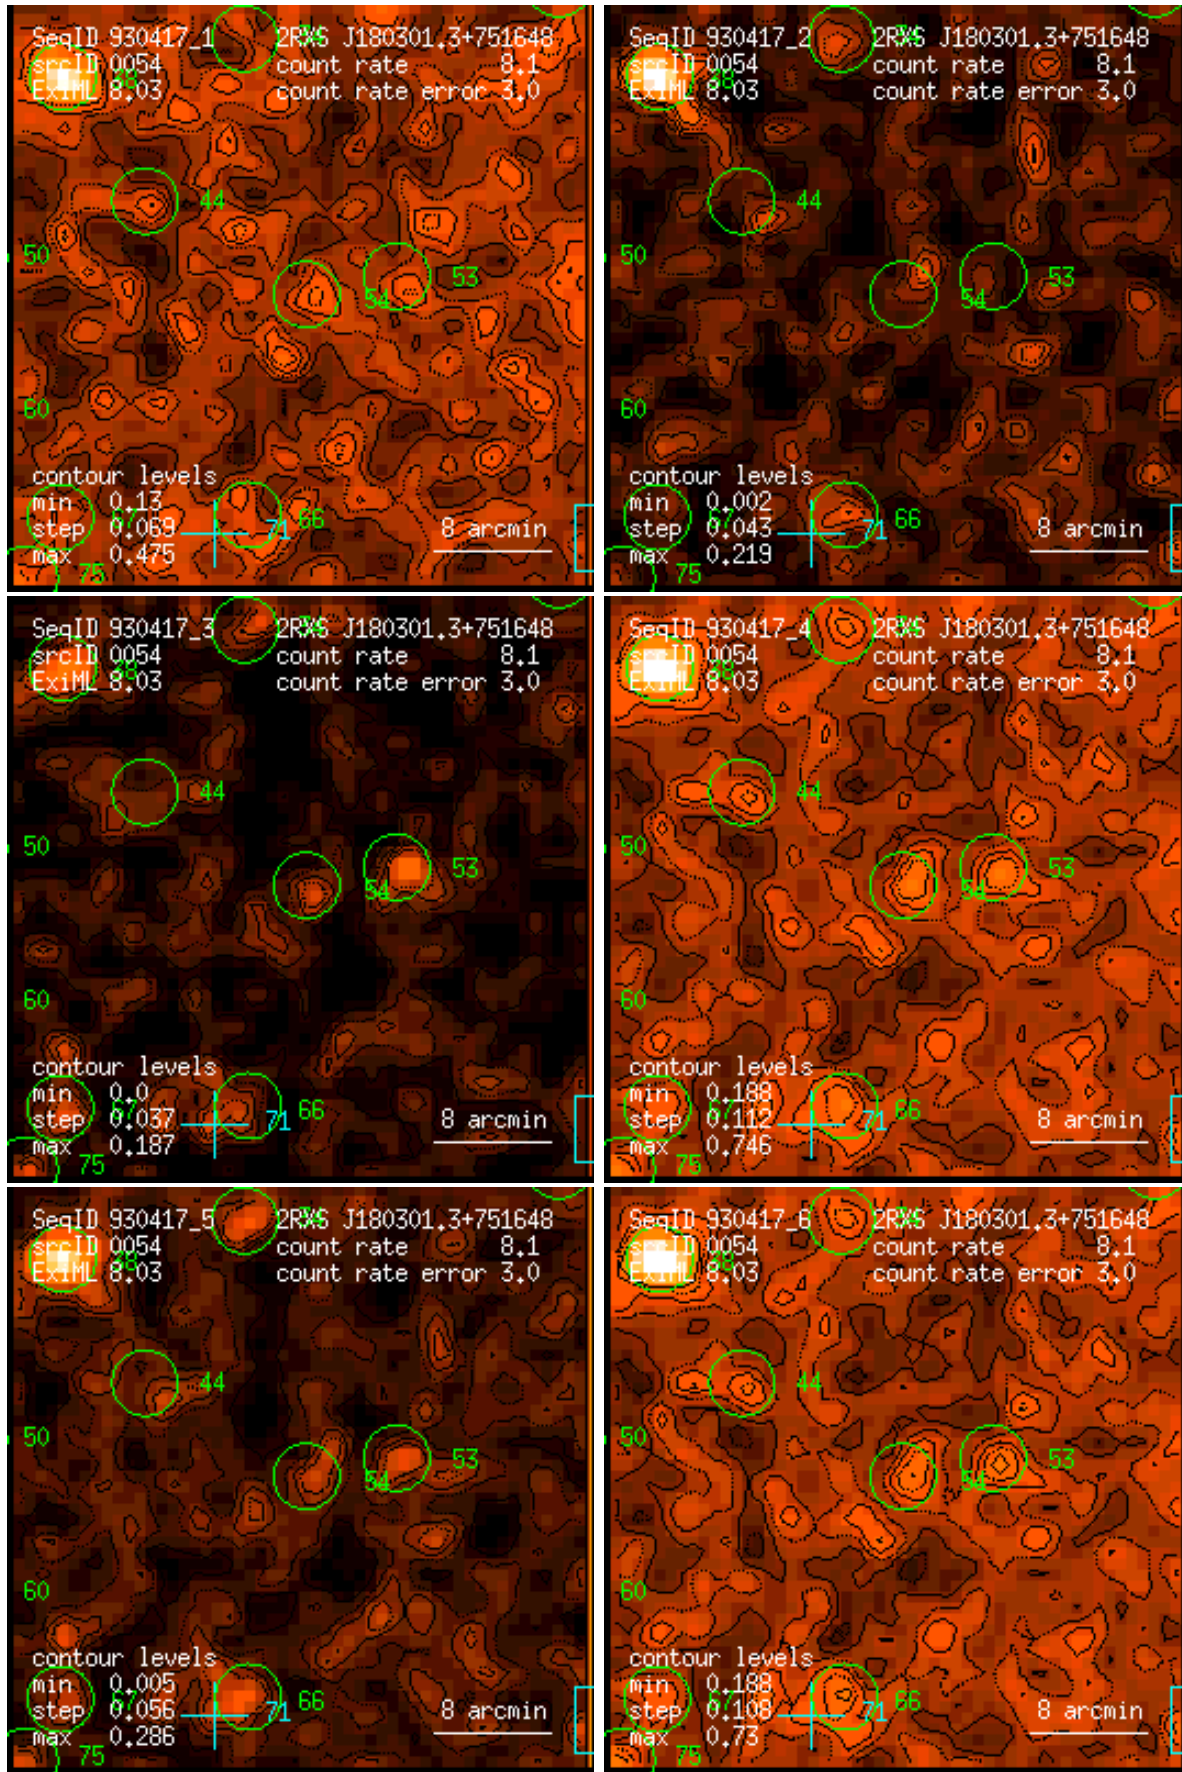 SeqID 930417_1 2RXS J180301.3+751648
srcID 0054 count rate 8.1
ExiML 8.03 count rate error 3.0
44
50 53
54
60
contour levels
min 0.13
step 0.069 71 66 8 arcmin
max 0.475
75
SeqID 930417_2 2RXS J180301.3+751648
srcID 0054 count rate 8.1
ExiML 8.03 count rate error 3.0
44
50 53
54
60
contour levels
min 0.002
step 0.043 71 66 8 arcmin
max 0.219
75
SeqID 930417_3 2RXS J180301.3+751648
srcID 0054 count rate 8.1
ExiML 8.03 count rate error 3.0
44
50 53
54
60
contour levels
min 0.0
step 0.037 71 66 8 arcmin
max 0.187
75
SeqID 930417_4 2RXS J180301.3+751648
srcID 0054 count rate 8.1
ExiML 8.03 count rate error 3.0
44
50 53
54
60
contour levels
min 0.188
step 0.112 71 66 8 arcmin
max 0.746
75
SeqID 930417_5 2RXS J180301.3+751648
srcID 0054 count rate 8.1
ExiML 8.03 count rate error 3.0
44
50 53
54
60
contour levels
min 0.005
step 0.056 71 66 8 arcmin
max 0.286
75
SeqID 930417_6 2RXS J180301.3+751648
srcID 0054 count rate 8.1
ExiML 8.03 count rate error 3.0
44
50 53
54
60
contour levels
min 0.188
step 0.108 71 66 8 arcmin
max 0.73
75